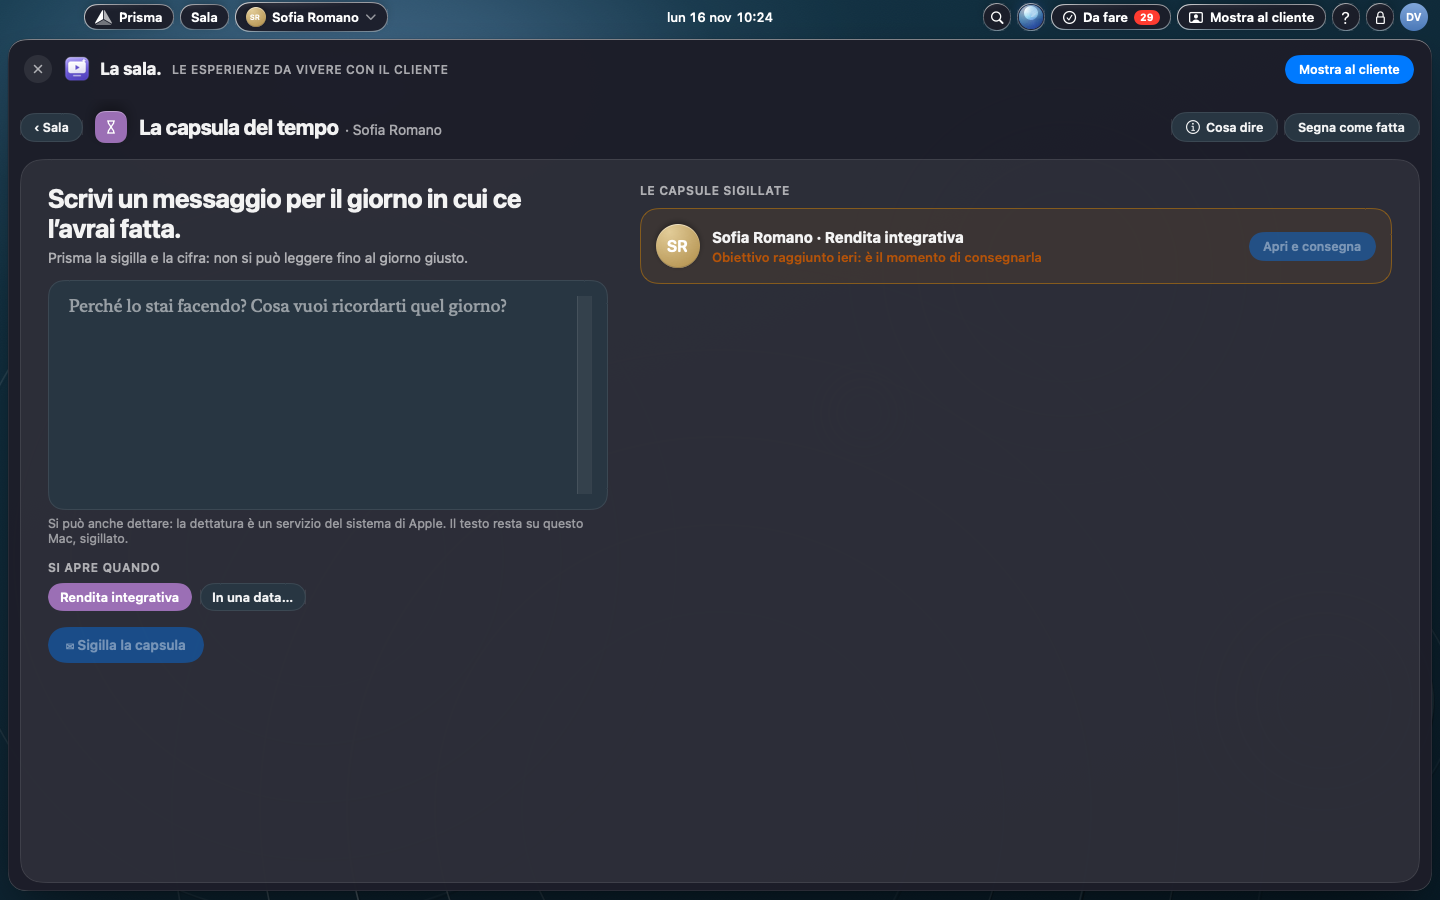 Prisma
Sala
SR Sofia Romano
lun 16 nov 10:24
Da fare 29
Mostra al cliente
?
DV
La sala. LE ESPERIENZE DA VIVERE CON IL CLIENTE
Mostra al cliente
‹ Sala
La capsula del tempo · Sofia Romano
Cosa dire
Segna come fatta
Scrivi un messaggio per il giorno in cui ce
l’avrai fatta.
Prisma la sigilla e la cifra: non si può leggere fino al giorno giusto.
Perché lo stai facendo? Cosa vuoi ricordarti quel giorno?
Si può anche dettare: la dettatura è un servizio del sistema di Apple. Il testo resta su questo
Mac, sigillato.
SI APRE QUANDO
Rendita integrativa
In una data...
✉ Sigilla la capsula
LE CAPSULE SIGILLATE
SR
Sofia Romano · Rendita integrativa
Obiettivo raggiunto ieri: è il momento di consegnarla
Apri e consegna